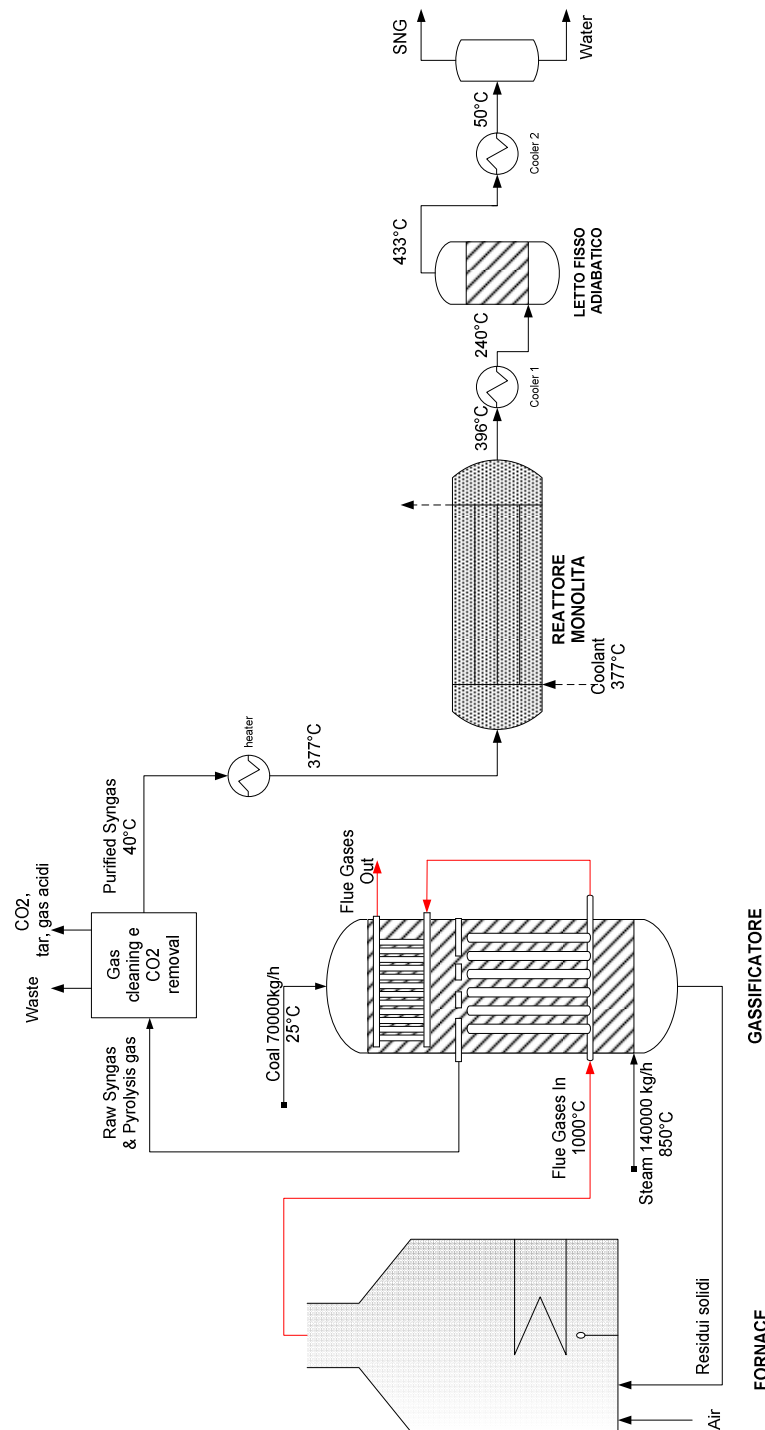 SNG
Water
50°C
Cooler 2
433°C
LETTO FISSO
ADIABATICO
240°C
Cooler 1
396°C
REATTORE
MONOLITA
Coolant
377°C
heater
377°C
Purified Syngas
40°C
CO2,
tar, gas acidi
Waste
Gas
cleaning e
CO2
removal
Raw Syngas
& Pyrolysis gas
Flue Gases
Out
Coal 70000kg/h
25°C
Flue Gases In
1000°C
Steam 140000 kg/h
850°C
GASSIFICATORE
Residui solidi
Air
FORNACE